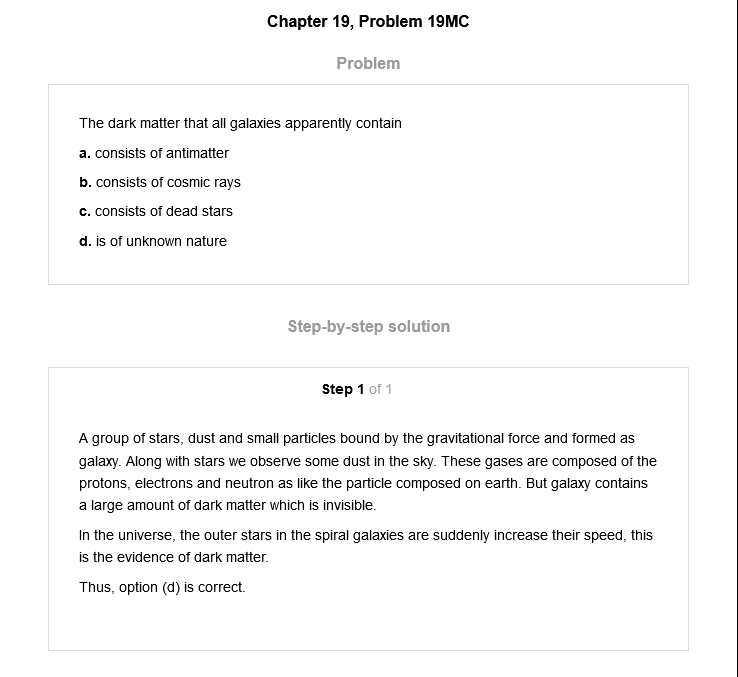 Chapter 19, Problem 19MC
Problem
The dark matter that all galaxies apparently contain
a. consists of antimatter
b. consists of cosmic rays
c. consists of dead stars
d. is of unknown nature
Step-by-step solution
Step 1 of 1
A group of stars, dust and small particles bound by the gravitational force and formed as
galaxy. Along with stars we observe some dust in the sky. These gases are composed of the
protons, electrons and neutron as like the particle composed on earth. But galaxy contains
a large amount of dark matter which is invisible.
In the universe, the outer stars in the spiral galaxies are suddenly increase their speed, this
is the evidence of dark matter.
Thus, option (d) is correct.